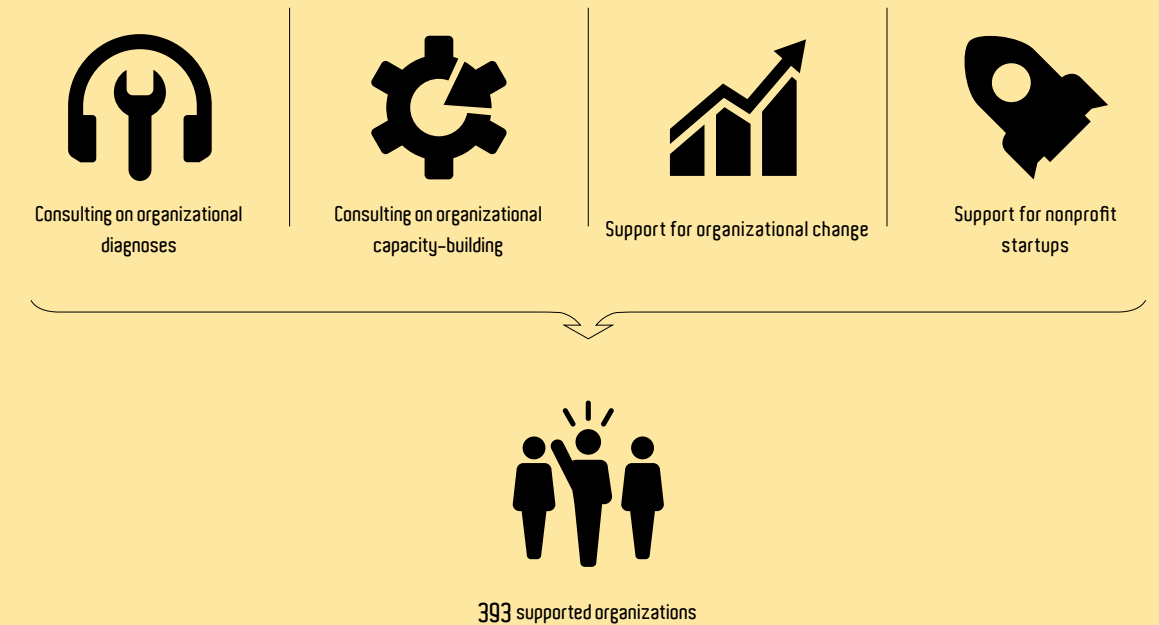 Consulting on organizational
diagnoses
Consulting on organizational
capacity-building
Support for organizational change
Support for nonprofit
startups
393 supported organizations